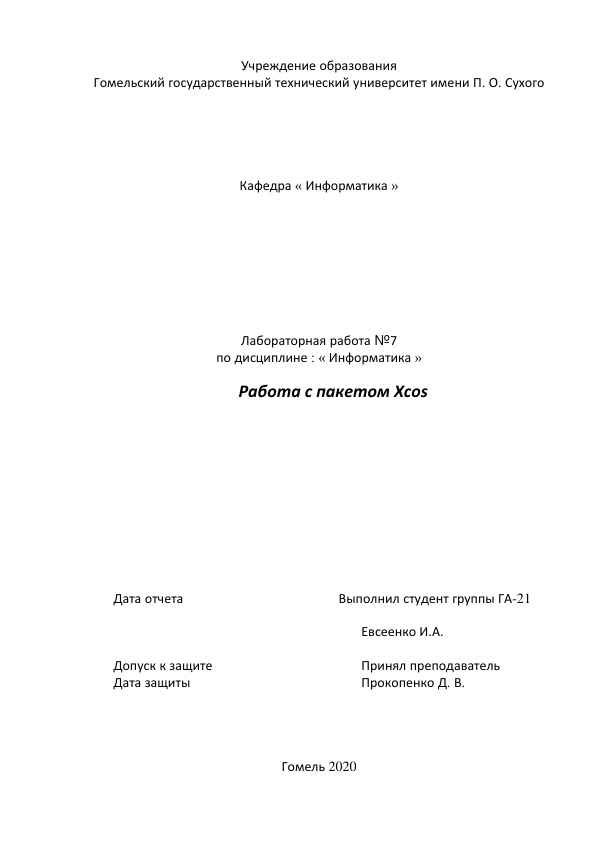 Учреждение образования
Гомельский государственный технический университет имени П. О. Сухого
Кафедра « Информатика »
Лабораторная работа №7
по дисциплине : « Информатика »
Работа с пакетом Xcos
Дата отчета Выполнил студент группы ГА-21
Евсеенко И.А.
Допуск к защите Принял преподаватель
Дата защиты Прокопенко Д. В.
Гомель 2020